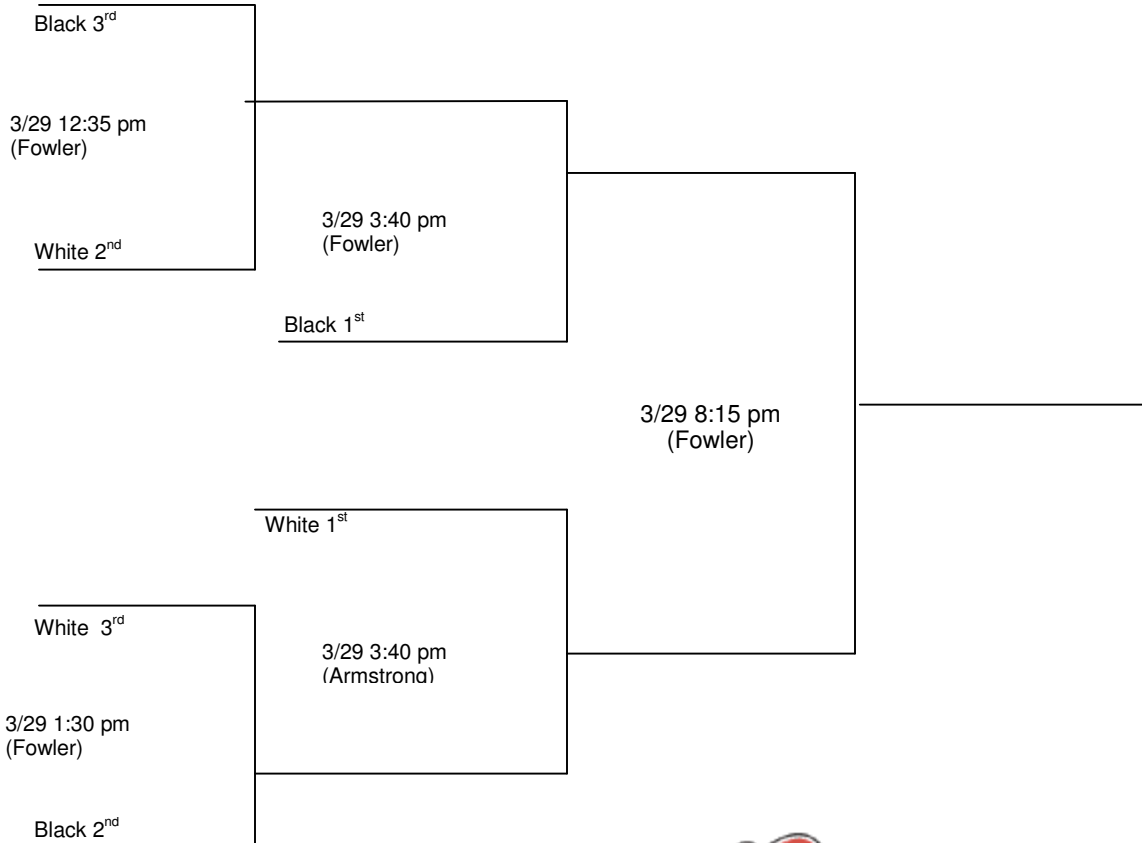 Black 3rd
3/29 12:35 pm
(Fowler)
White 2nd
3/29 3:40 pm
(Fowler)
Black 1st
3/29 8:15 pm
(Fowler)
White 1st
White 3rd
3/29 3:40 pm
(Armstrong)
3/29 1:30 pm
(Fowler)
Black 2nd